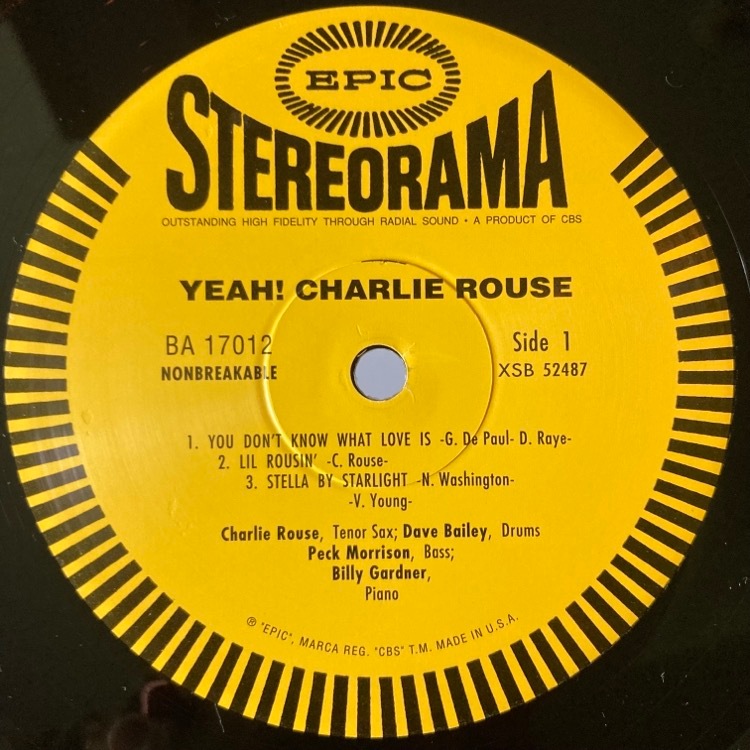 EPIC
STEREORAMA
OUTSTANDING HIGH FIDELITY THROUGH RADIAL SOUND • A PRODUCT OF CBS
YEAH! CHARLIE ROUSE
BA 17012 Side 1
NONBREAKABLE XSB 52487
1. YOU DON'T KNOW WHAT LOVE IS -G. De Paul- D. Raye-
2. LIL ROUSIN' -C. Rouse-
3. STELLA BY STARLIGHT -N. Washington-
-V. Young-
Charlie Rouse, Tenor Sax; Dave Bailey, Drums
Peck Morrison, Bass;
Billy Gardner,
Piano
® "EPIC", MARCA REG. "CBS" T.M. MADE IN U.S.A.